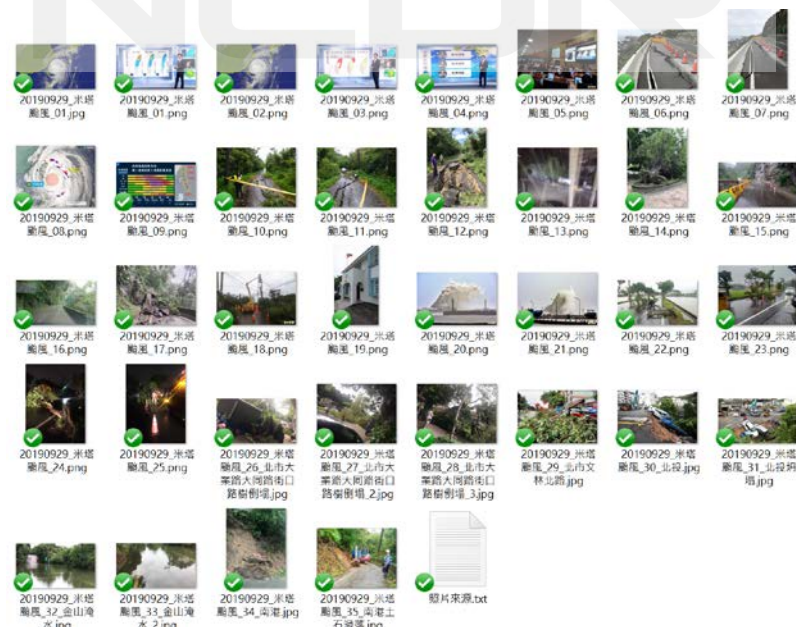 NCDR
20190929_米塔
颱風_01.jpg
20190929_米塔
颱風_01.png
20190929_米塔
颱風_02.png
20190929_米塔
颱風_03.png
20190929_米塔
颱風_04.png
20190929_米塔
颱風_05.png
20190929_米塔
颱風_06.png
20190929_米塔
颱風_07.png
20190929_米塔
颱風_08.png
20190929_米塔
颱風_09.png
20190929_米塔
颱風_10.png
20190929_米塔
颱風_11.png
20190929_米塔
颱風_12.png
20190929_米塔
颱風_13.png
20190929_米塔
颱風_14.png
20190929_米塔
颱風_15.png
20190929_米塔
颱風_16.png
20190929_米塔
颱風_17.png
20190929_米塔
颱風_18.png
20190929_米塔
颱風_19.png
20190929_米塔
颱風_20.png
20190929_米塔
颱風_21.png
20190929_米塔
颱風_22.png
20190929_米塔
颱風_23.png
20190929_米塔
颱風_24.png
20190929_米塔
颱風_25.png
20190929_米塔
颱風_26_北市大
業路大同路街口
路樹倒塌.jpg
20190929_米塔
颱風_27_北市大
業路大同路街口
路樹倒塌_2.jpg
20190929_米塔
颱風_28_北市大
業路大同路街口
路樹倒塌_3.jpg
20190929_米塔
颱風_29_北市文
林北路.jpg
20190929_米塔
颱風_30_北投.jpg
20190929_米塔
颱風_31_北投坍
塌.jpg
20190929_米塔
颱風_32_金山淹
水.jpg
20190929_米塔
颱風_33_金山淹
水_2.jpg
20190929_米塔
颱風_34_南港.jpg
20190929_米塔
颱風_35_南港土
石滑落.jpg
照片來源.txt